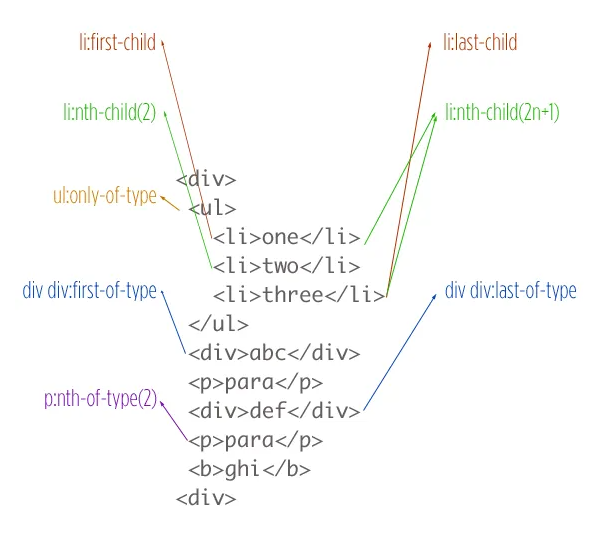 li:first-child
li:last-child
li:nth-child(2)
li:nth-child(2n+1)
<div>
ul:only-of-type
<ul>
<li>one</li>
<li>two</li>
div div:first-of-type
<li>three</li>
div div:last-of-type
</ul>
<div>abc</div>
<p>para</p>
p:nth-of-type(2)
<div>def</div>
<p>para</p>
<b>ghi</b>
<div>